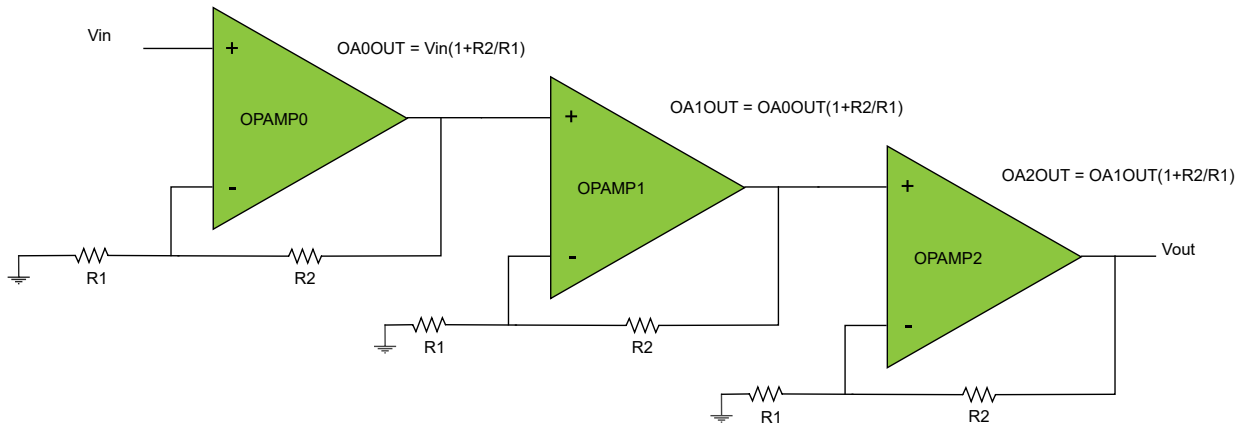 Vin
+
OA0OUT = Vin(1+R2/R1)
OPAMP0
-
R1
R2
+
OA1OUT = OA0OUT(1+R2/R1)
OPAMP1
-
R1
R2
+
OA2OUT = OA1OUT(1+R2/R1)
OPAMP2
Vout
-
R1
R2